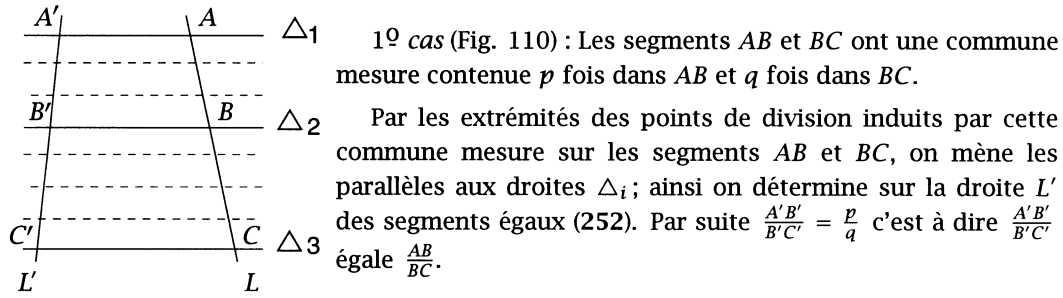 A' A △1
B' B △2
C' C △3
L' L
1º cas (Fig. 110) : Les segments AB et BC ont une commune
mesure contenue p fois dans AB et q fois dans BC.
Par les extrémités des points de division induits par cette
commune mesure sur les segments AB et BC, on mène les
parallèles aux droites △i ; ainsi on détermine sur la droite L'
des segments égaux (252). Par suite A'B'/B'C' = p/q c'est à dire A'B'/B'C'
égale AB/BC.